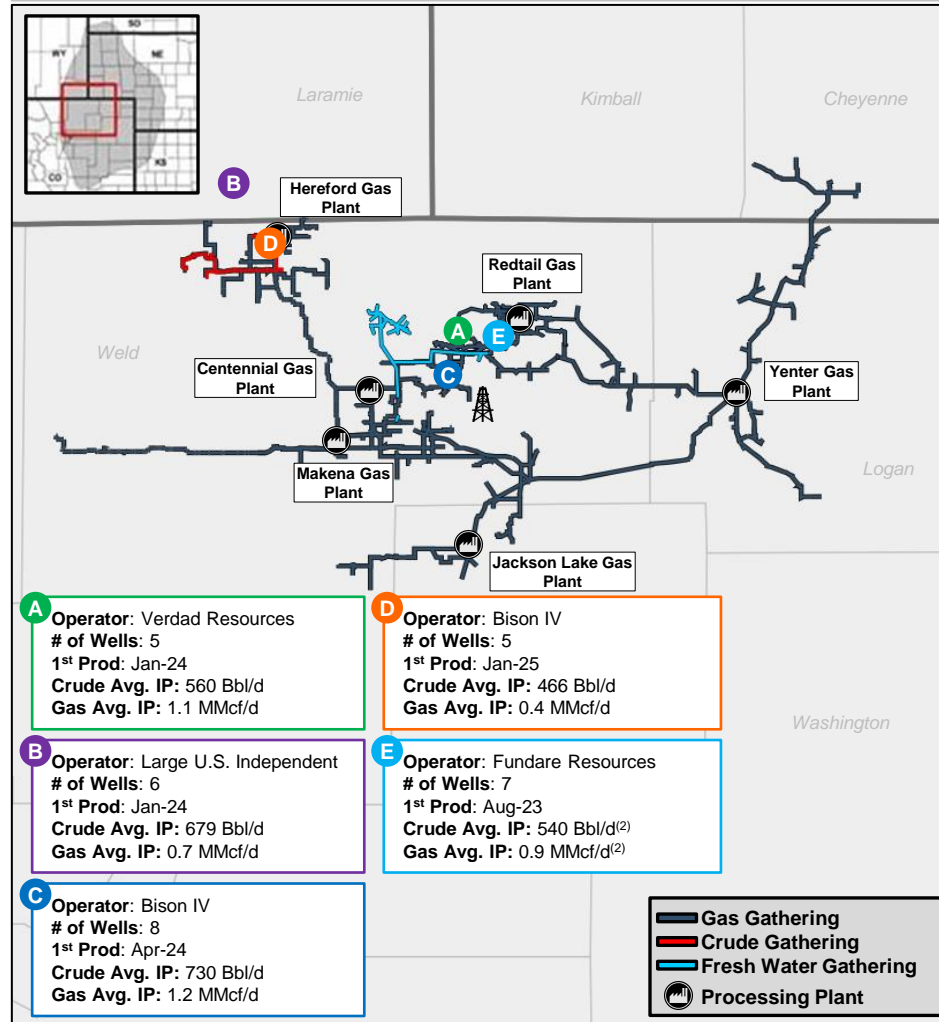 SD
WY
NE
CO
KS
Laramie
Kimball
Cheyenne
B
Hereford Gas
Plant
D
Redtail Gas
Plant
A
E
Weld
Centennial Gas
Plant
C
Yenter Gas
Plant
Makena Gas
Plant
Logan
Jackson Lake Gas
Plant
A
Operator: Verdad Resources
# of Wells: 5
1st Prod: Jan-24
Crude Avg. IP: 560 Bbl/d
Gas Avg. IP: 1.1 MMcf/d
D
Operator: Bison IV
# of Wells: 5
1st Prod: Jan-25
Crude Avg. IP: 466 Bbl/d
Gas Avg. IP: 0.4 MMcf/d
Washington
B
Operator: Large U.S. Independent
# of Wells: 6
1st Prod: Jan-24
Crude Avg. IP: 679 Bbl/d
Gas Avg. IP: 0.7 MMcf/d
E
Operator: Fundare Resources
# of Wells: 7
1st Prod: Aug-23
Crude Avg. IP: 540 Bbl/d(2)
Gas Avg. IP: 0.9 MMcf/d(2)
C
Operator: Bison IV
# of Wells: 8
1st Prod: Apr-24
Crude Avg. IP: 730 Bbl/d
Gas Avg. IP: 1.2 MMcf/d
Gas Gathering
Crude Gathering
Fresh Water Gathering
Processing Plant